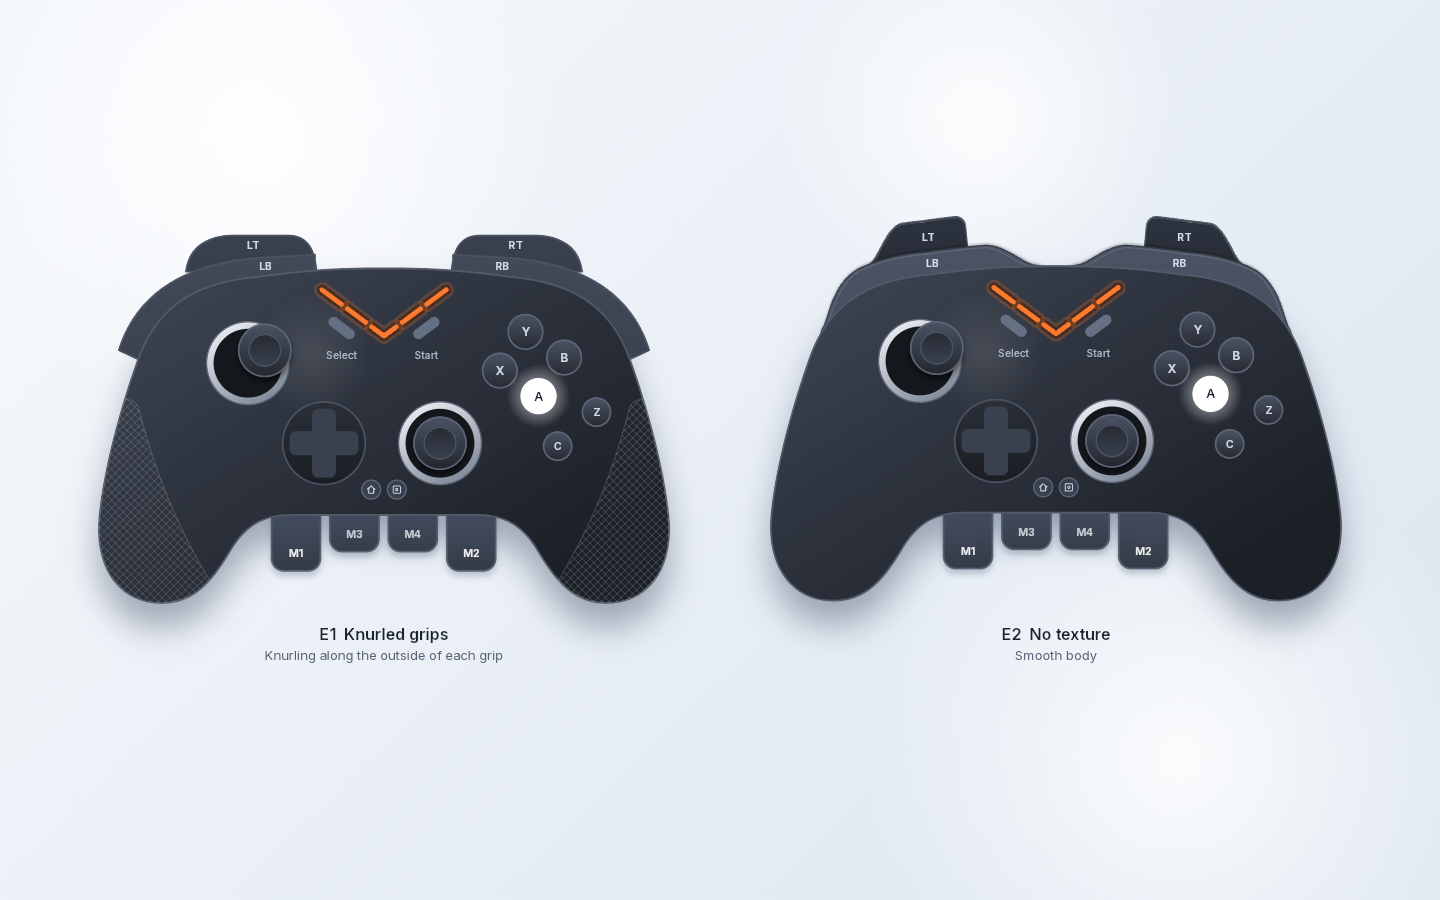 LT
RT
LB
RB
Select
Start
Y
B
X
A
Z
C
M3
M4
M1
M2
E1 Knurled grips
Knurling along the outside of each grip
LT
RT
LB
RB
Select
Start
Y
B
X
A
Z
C
M3
M4
M1
M2
E2 No texture
Smooth body